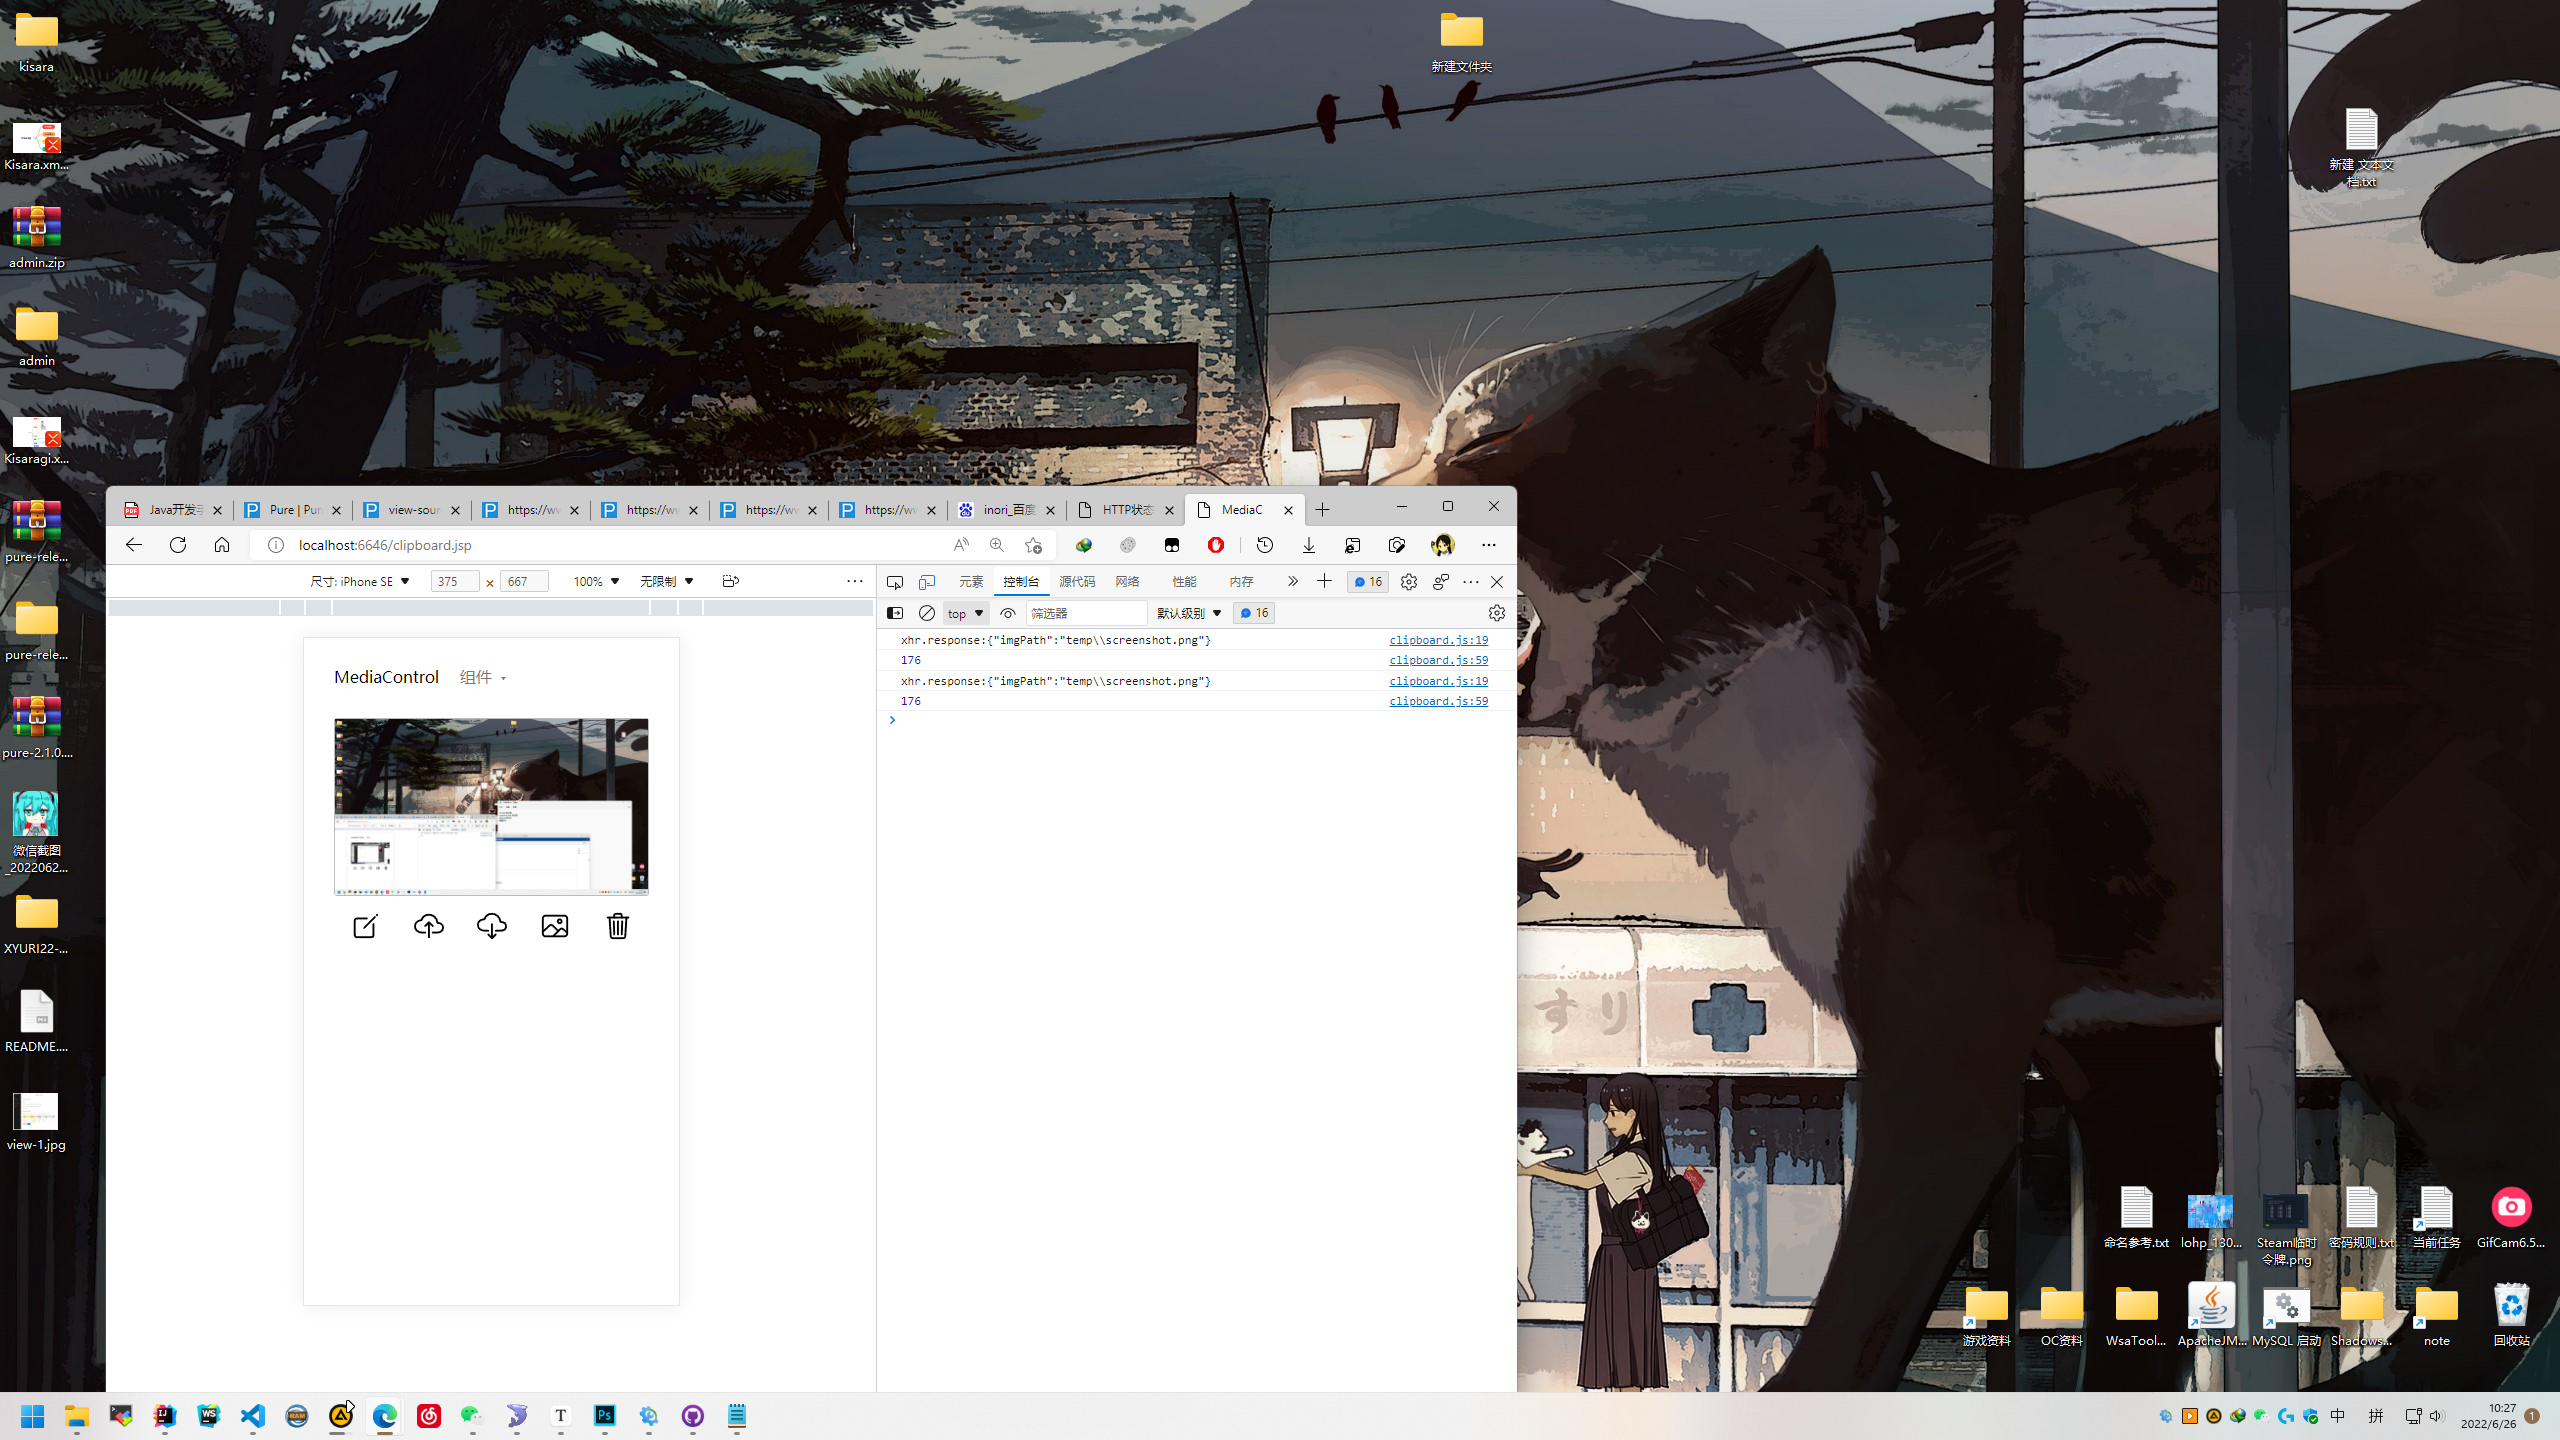 kisara
Kisara.xm...
admin.zip
admin
Kisaragi.x...
pure-rele...
pure-rele...
pure-2.1.0....
微信截图
_2022062...
XYURI22-...
README....
view-1.jpg
新建文件夹
新建 文本文
档.txt
Java开发手
Pure | Pur
view-sour
https://wv
https://wv
https://wv
https://wv
inori_百度
HTTP状态
MediaC
localhost:6646/clipboard.jsp
尺寸: iPhone SE
375
×
667
100%
无限制
元素
控制台
源代码
网络
性能
内存
16
top
筛选器
默认级别
16
xhr.response:{"imgPath":"temp\\screenshot.png"}
clipboard.js:19
176
clipboard.js:59
xhr.response:{"imgPath":"temp\\screenshot.png"}
clipboard.js:19
176
clipboard.js:59
MediaControl
组件
すり
命名参考.txt
lohp_130...
Steam临时
令牌.png
密码规则.txt
当前任务
GifCam6.5...
游戏资料
OC资料
WsaTool...
ApacheJM...
MySQL 启动
Shadows...
note
回收站
中
拼
10:27
2022/6/26
1